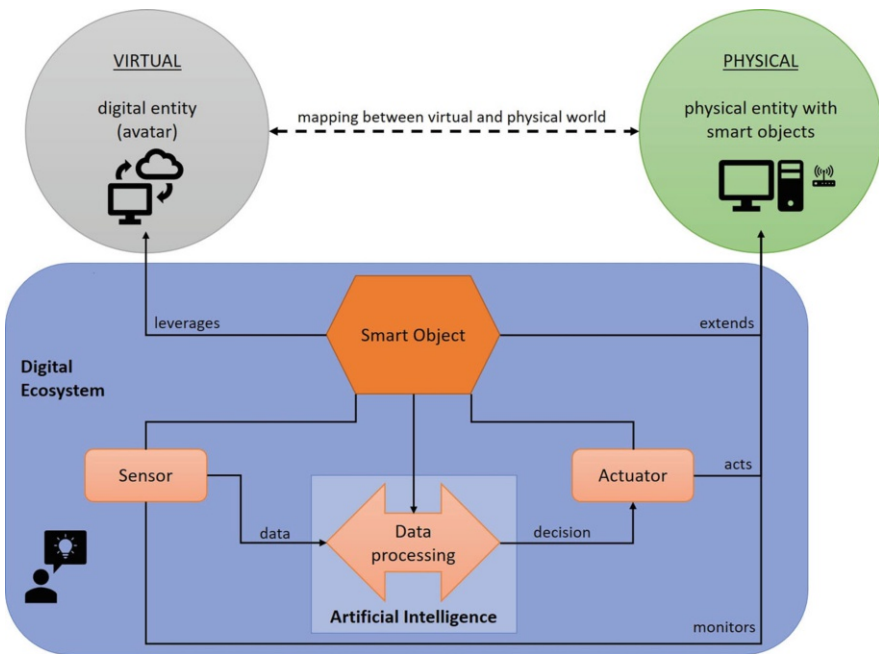 VIRTUAL
digital entity
(avatar)
mapping between virtual and physical world
PHYSICAL
physical entity with
smart objects
leverages
Smart Object
extends
Digital
Ecosystem
Sensor
Actuator
acts
data
Data
processing
decision
Artificial Intelligence
monitors